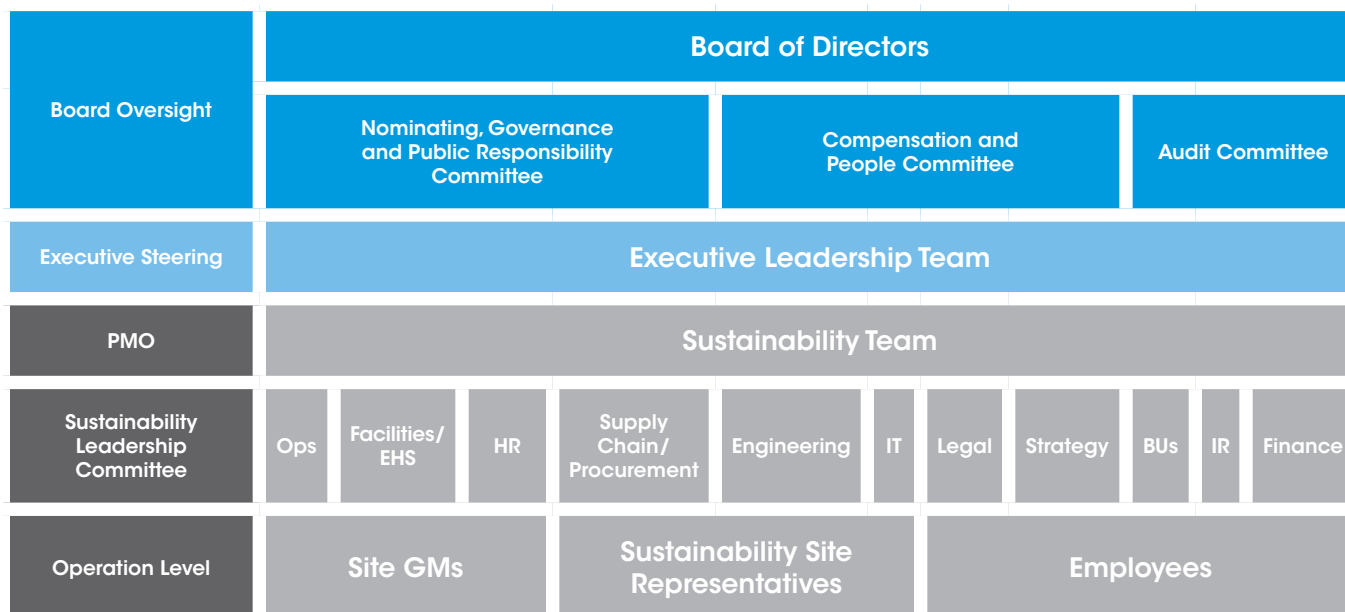 Board Oversight
Board of Directors
Nominating, Governance
and Public Responsibility
Committee
Compensation and
People Committee
Audit Committee
Executive Steering
Executive Leadership Team
PMO
Sustainability Team
Sustainability
Leadership
Committee
Ops
Facilities/
EHS
HR
Supply
Chain/
Procurement
Engineering
IT
Legal
Strategy
BUs
IR
Finance
Operation Level
Site GMs
Sustainability Site
Representatives
Employees